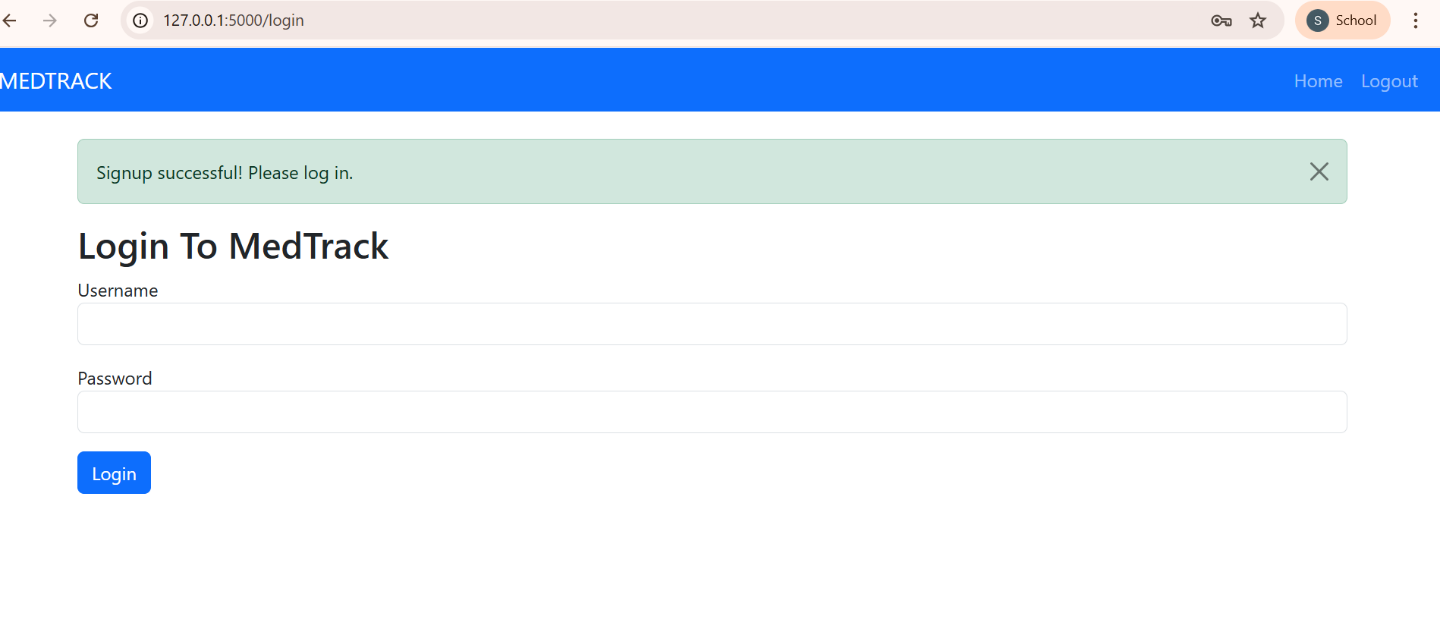 127.0.0.1:5000/login
S School
MEDTRACK
Home Logout
Signup successful! Please log in.
Login To MedTrack
Username
Password
Login